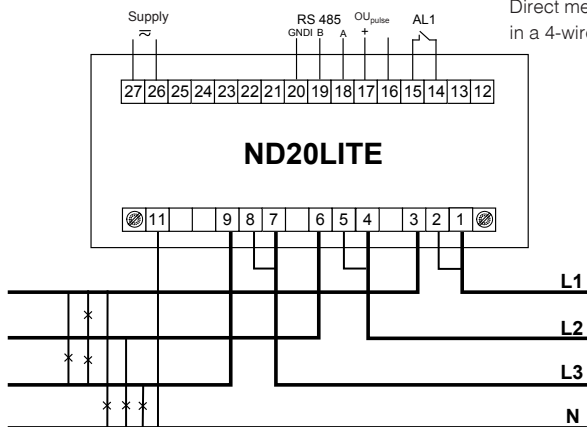 Direct me
in a 4-wire
Supply RS 485 OUpulse AL1
≂ GNDI B A +
27 26 25 24 23 22 21 20 19 18 17 16 15 14 13 12
ND20LITE
11 9 8 7 6 5 4 3 2 1
L1
L2
L3
N